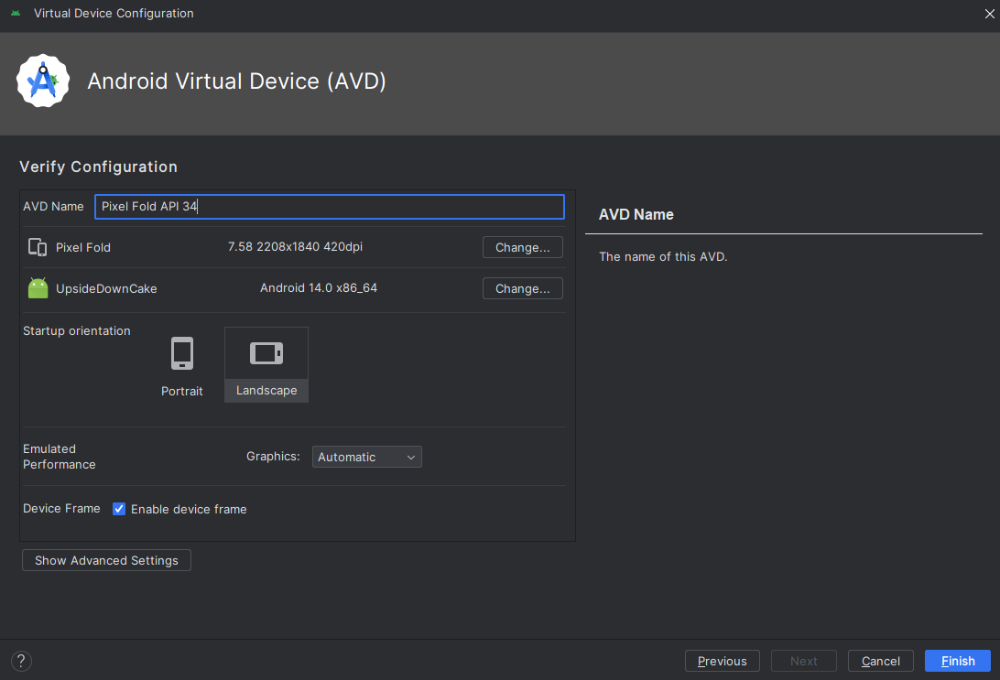 Virtual Device Configuration
Android Virtual Device (AVD)
Verify Configuration
AVD Name Pixel Fold API 34
Pixel Fold 7.58 2208x1840 420dpi Change...
UpsideDownCake Android 14.0 x86_64 Change...
Startup orientation
Portrait Landscape
Emulated
Performance
Graphics: Automatic
Device Frame Enable device frame
Show Advanced Settings
AVD Name
The name of this AVD.
? Previous Next Cancel Finish